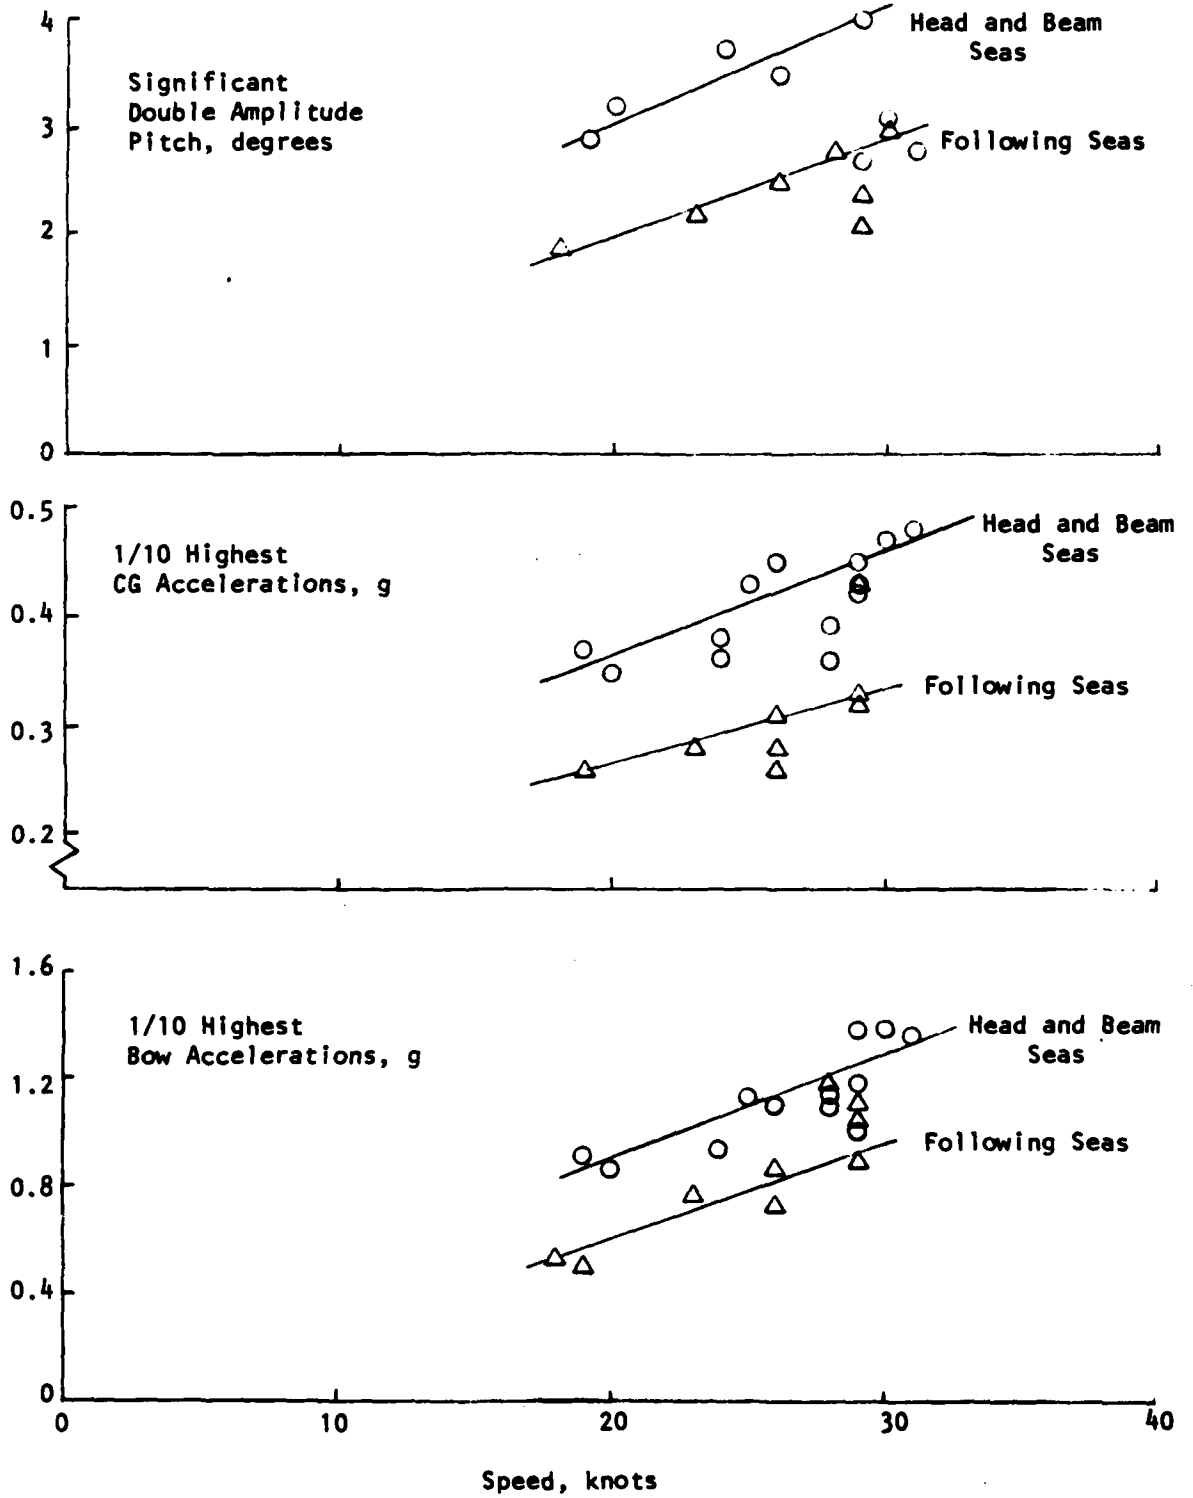 4
Head and Beam
Seas
Significant
Double Amplitude
Pitch, degrees
3
Following Seas
2
1
0
0.5
Head and Beam
Seas
1/10 Highest
CG Accelerations, g
0.4
Following Seas
0.3
0.2
1.6
1/10 Highest
Bow Accelerations, g
Head and Beam
Seas
1.2
Following Seas
0.8
0.4
0
0 10 20 30 40
Speed, knots